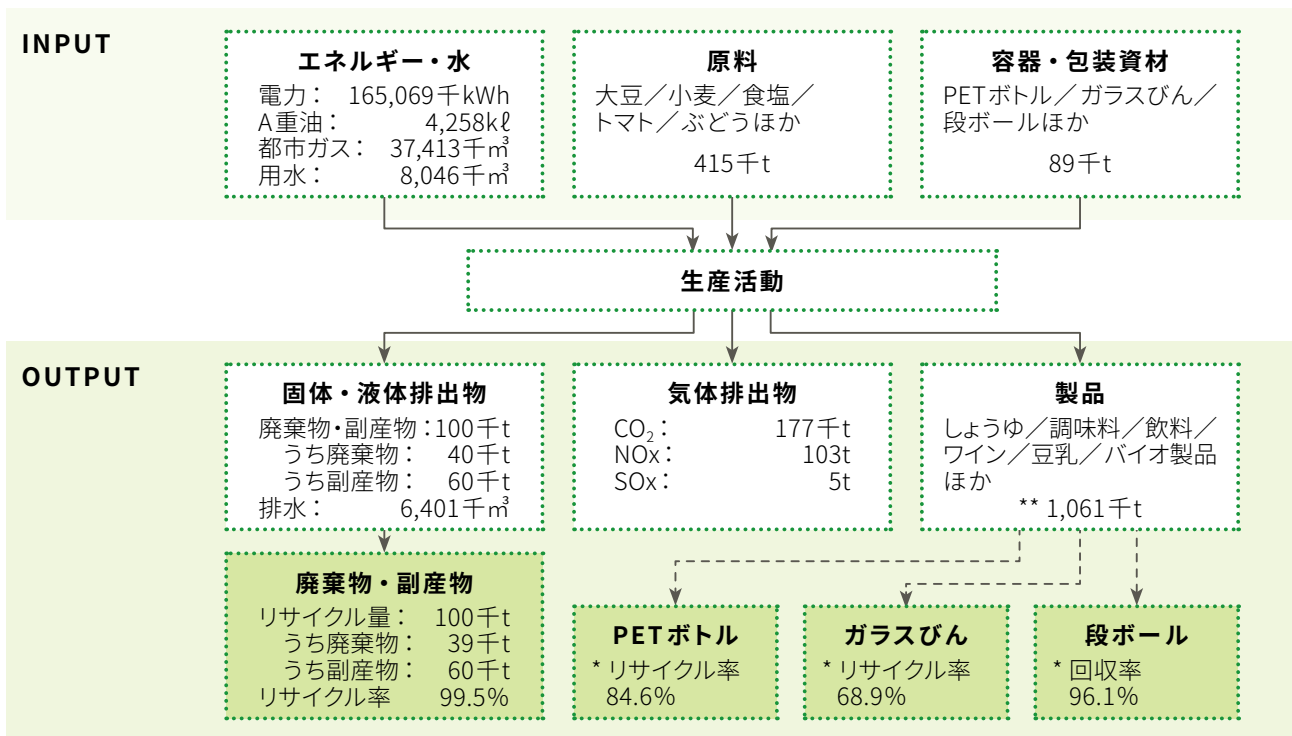 INPUT
エネルギー・水
電力： 165,069千kWh
A重油： 4,258kℓ
都市ガス： 37,413千㎥
用水： 8,046千㎥
原料
大豆／小麦／食塩／
トマト／ぶどうほか
415千t
容器・包装資材
PETボトル／ガラスびん／
段ボールほか
89千t
生産活動
OUTPUT
固体・液体排出物
廃棄物・副産物：100千t
うち廃棄物： 40千t
うち副産物： 60千t
排水： 6,401千㎥
気体排出物
CO₂： 177千t
NOx： 103t
SOx： 5t
製品
しょうゆ／調味料／飲料／
ワイン／豆乳／バイオ製品
ほか
** 1,061千t
廃棄物・副産物
リサイクル量： 100千t
うち廃棄物： 39千t
うち副産物： 60千t
リサイクル率 99.5%
PETボトル
* リサイクル率
84.6%
ガラスびん
* リサイクル率
68.9%
段ボール
* 回収率
96.1%